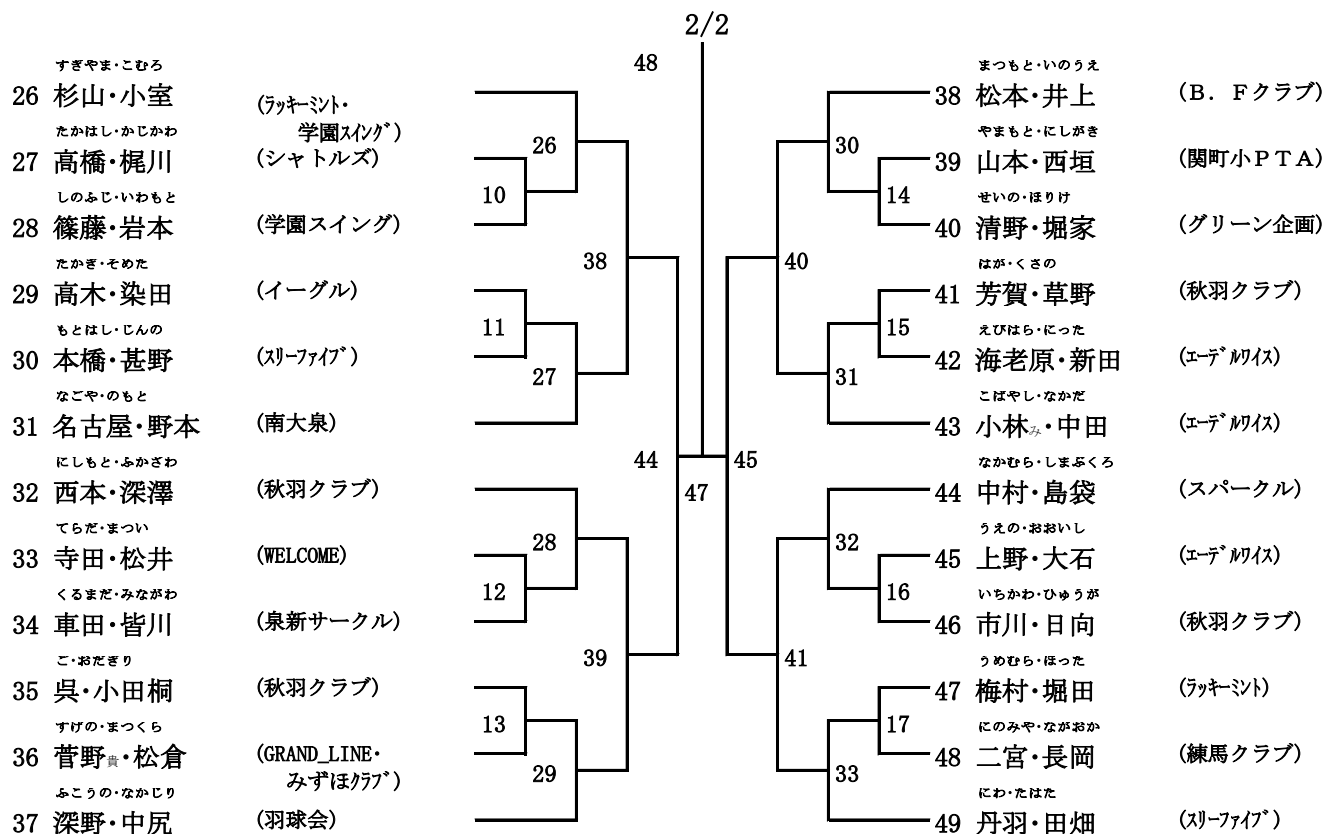 2/2
48
すぎやま・こむろ
26 杉山・小室 (ﾗｯｷｰﾐﾝﾄ・
学園ｽｲﾝｸﾞ)
たかはし・かじかわ
27 高橋・梶川 (シャトルズ)
しのふじ・いわもと
28 篠藤・岩本 (学園スイング)
たかぎ・そめた
29 高木・染田 (イーグル)
もとはし・じんの
30 本橋・甚野 (ｽﾘｰﾌｧｲﾌﾞ)
なごや・のもと
31 名古屋・野本 (南大泉)
にしもと・ふかざわ
32 西本・深澤 (秋羽クラブ)
てらだ・まつい
33 寺田・松井 (WELCOME)
くるまだ・みながわ
34 車田・皆川 (泉新サークル)
ご・おだぎり
35 呉・小田桐 (秋羽クラブ)
すげの・まつくら
36 菅野貴・松倉 (GRAND_LINE・
みずほｸﾗﾌﾞ)
ふこうの・なかじり
37 深野・中尻 (羽球会)
26
10
38
11
27
44
28
12
39
13
29
47
45
30
14
40
15
31
32
16
41
17
33
まつもと・いのうえ
38 松本・井上 (Ｂ．Ｆクラブ)
やまもと・にしがき
39 山本・西垣 (関町小ＰＴＡ)
せいの・ほりけ
40 清野・堀家 (グリーン企画)
はが・くさの
41 芳賀・草野 (秋羽クラブ)
えびはら・にった
42 海老原・新田 (ｴｰﾃﾞﾙﾜｲｽ)
こばやし・なかだ
43 小林み・中田 (ｴｰﾃﾞﾙﾜｲｽ)
なかむら・しまぶくろ
44 中村・島袋 (スパークル)
うえの・おおいし
45 上野・大石 (ｴｰﾃﾞﾙﾜｲｽ)
いちかわ・ひゅうが
46 市川・日向 (秋羽クラブ)
うめむら・ほった
47 梅村・堀田 (ﾗｯｷｰﾐﾝﾄ)
にのみや・ながおか
48 二宮・長岡 (練馬クラブ)
にわ・たはた
49 丹羽・田畑 (ｽﾘｰﾌｧｲﾌﾞ)